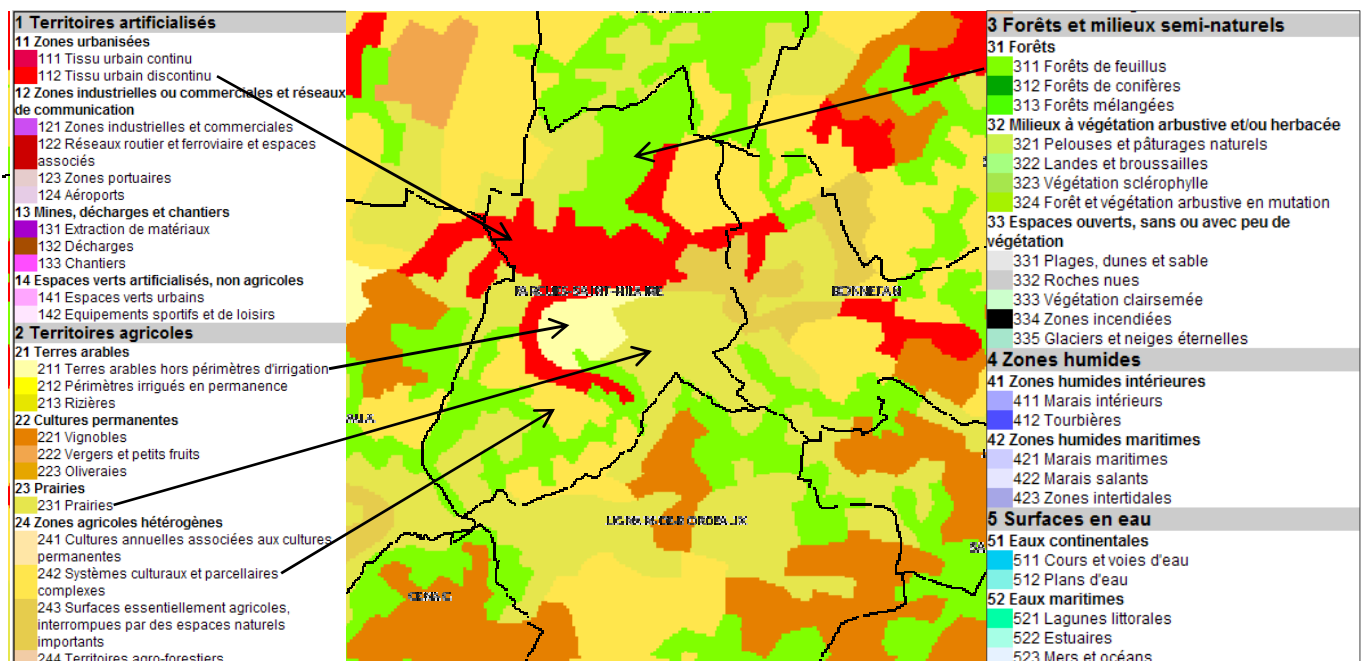 1 Territoires artificialisés
11 Zones urbanisées
111 Tissu urbain continu
112 Tissu urbain discontinu
12 Zones industrielles ou commerciales et réseaux
de communication
121 Zones industrielles et commerciales
122 Réseaux routier et ferroviaire et espaces
associés
123 Zones portuaires
124 Aéroports
13 Mines, décharges et chantiers
131 Extraction de matériaux
132 Décharges
133 Chantiers
14 Espaces verts artificialisés, non agricoles
141 Espaces verts urbains
142 Equipements sportifs et de loisirs
2 Territoires agricoles
21 Terres arables
211 Terres arables hors périmètres d'irrigation
212 Périmètres irrigués en permanence
213 Rizières
22 Cultures permanentes
221 Vignobles
222 Vergers et petits fruits
223 Oliveraies
23 Prairies
231 Prairies
24 Zones agricoles hétérogènes
241 Cultures annuelles associées aux cultures
permanentes
242 Systèmes culturaux et parcellaires
complexes
243 Surfaces essentiellement agricoles,
interrompues par des espaces naturels
importants
244 Territoires agro-forestiers
FARGUES-SAINT-HILAIRE
BONNETAN
LIGNAN-DE-BORDEAUX
CENAC
3 Forêts et milieux semi-naturels
31 Forêts
311 Forêts de feuillus
312 Forêts de conifères
313 Forêts mélangées
32 Milieux à végétation arbustive et/ou herbacée
321 Pelouses et pâturages naturels
322 Landes et broussailles
323 Végétation sclérophylle
324 Forêt et végétation arbustive en mutation
33 Espaces ouverts, sans ou avec peu de
végétation
331 Plages, dunes et sable
332 Roches nues
333 Végétation clairsemée
334 Zones incendiées
335 Glaciers et neiges éternelles
4 Zones humides
41 Zones humides intérieures
411 Marais intérieurs
412 Tourbières
42 Zones humides maritimes
421 Marais maritimes
422 Marais salants
423 Zones intertidales
5 Surfaces en eau
51 Eaux continentales
511 Cours et voies d'eau
512 Plans d'eau
52 Eaux maritimes
521 Lagunes littorales
522 Estuaires
523 Mers et océans